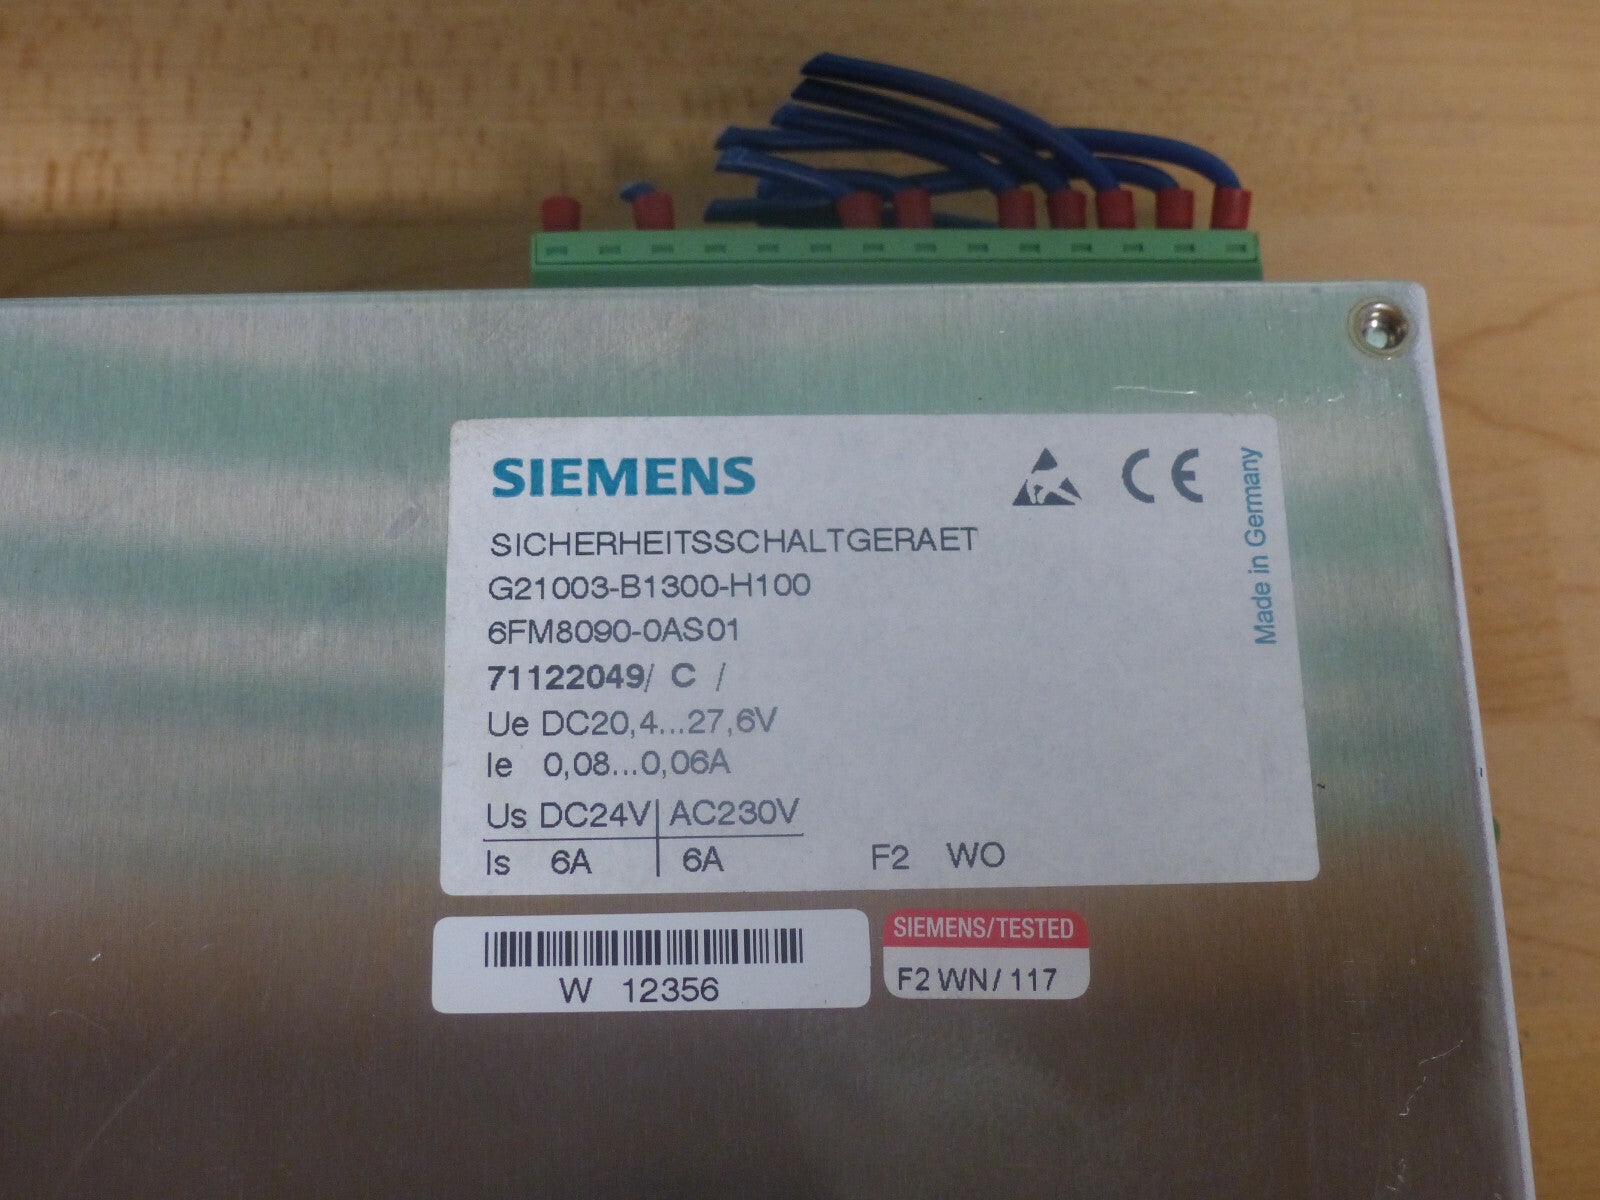 SIEMENS
CE
Made in Germany
SICHERHEITSSCHALTGERAET
G21003-B1300-H100
6FM8090-0AS01
71122049/ C /
Ue DC20,4...27,6V
Ie 0,08...0,06A
Us DC24V | AC230V
Is 6A | 6A
F2 WO
W 12356
SIEMENS/TESTED
F2 WN/ 117